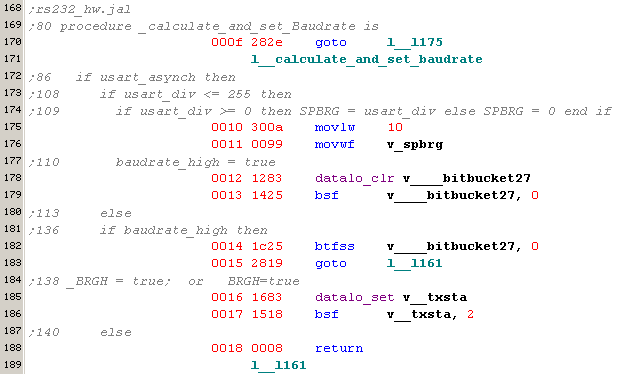 168 ;rs232_hw.jal
169 ;80 procedure _calculate_and_set_Baudrate is
170 000f 282e goto l__l175
171 l__calculate_and_set_baudrate
172 ;86 if usart_asynch then
173 ;108 if usart_div <= 255 then
174 ;109 if usart_div >= 0 then SPBRG = usart_div else SPBRG = 0 end if
175 0010 300a movlw 10
176 0011 0099 movwf v_spbrg
177 ;110 baudrate_high = true
178 0012 1283 datalo_clr v____bitbucket27
179 0013 1425 bsf v____bitbucket27, 0
180 ;113 else
181 ;136 if baudrate_high then
182 0014 1c25 btfss v____bitbucket27, 0
183 0015 2819 goto l__l161
184 ;138 _BRGH = true; or BRGH=true
185 0016 1683 datalo_set v__txsta
186 0017 1518 bsf v__txsta, 2
187 ;140 else
188 0018 0008 return
189 l__l161